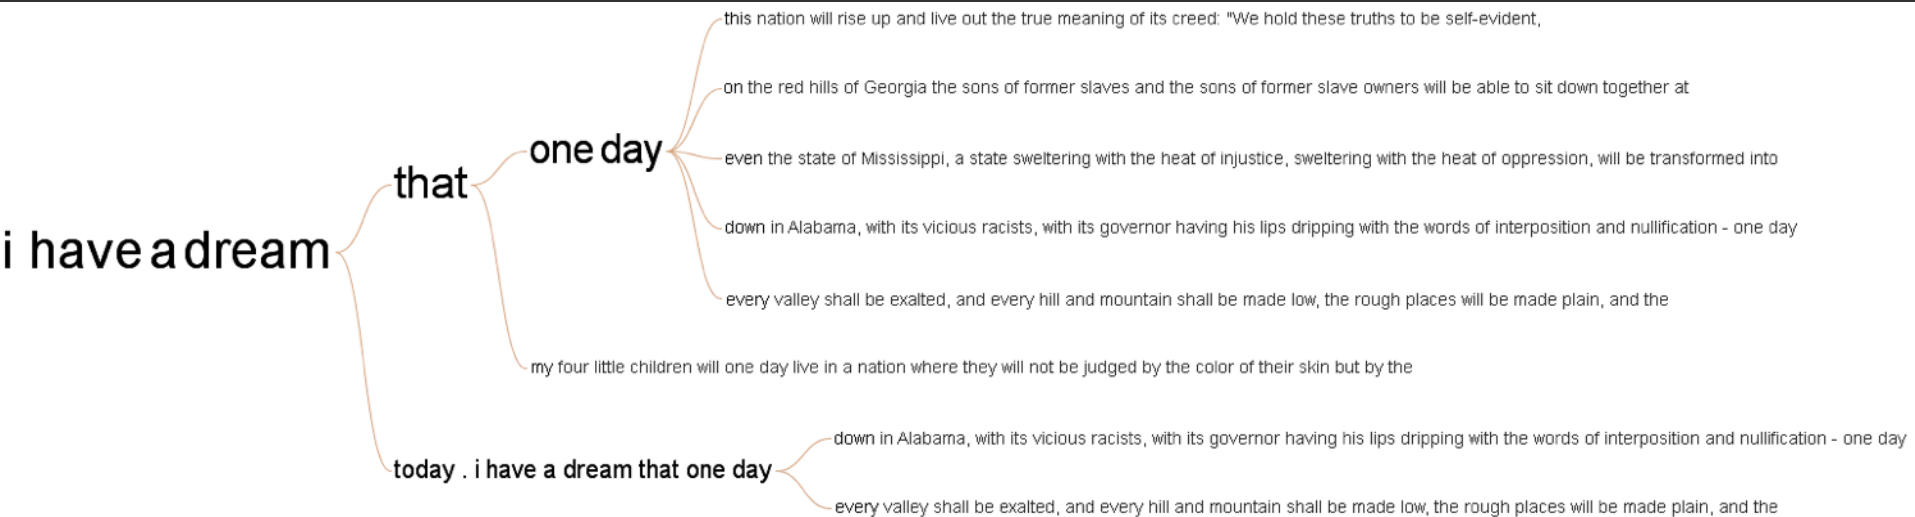 i have a dream
that
one day
this nation will rise up and live out the true meaning of its creed: "We hold these truths to be self-evident,
on the red hills of Georgia the sons of former slaves and the sons of former slave owners will be able to sit down together at
even the state of Mississippi, a state sweltering with the heat of injustice, sweltering with the heat of oppression, will be transformed into
down in Alabama, with its vicious racists, with its governor having his lips dripping with the words of interposition and nullification - one day
every valley shall be exalted, and every hill and mountain shall be made low, the rough places will be made plain, and the
my four little children will one day live in a nation where they will not be judged by the color of their skin but by the
today . i have a dream that one day
down in Alabama, with its vicious racists, with its governor having his lips dripping with the words of interposition and nullification - one day
every valley shall be exalted, and every hill and mountain shall be made low, the rough places will be made plain, and the